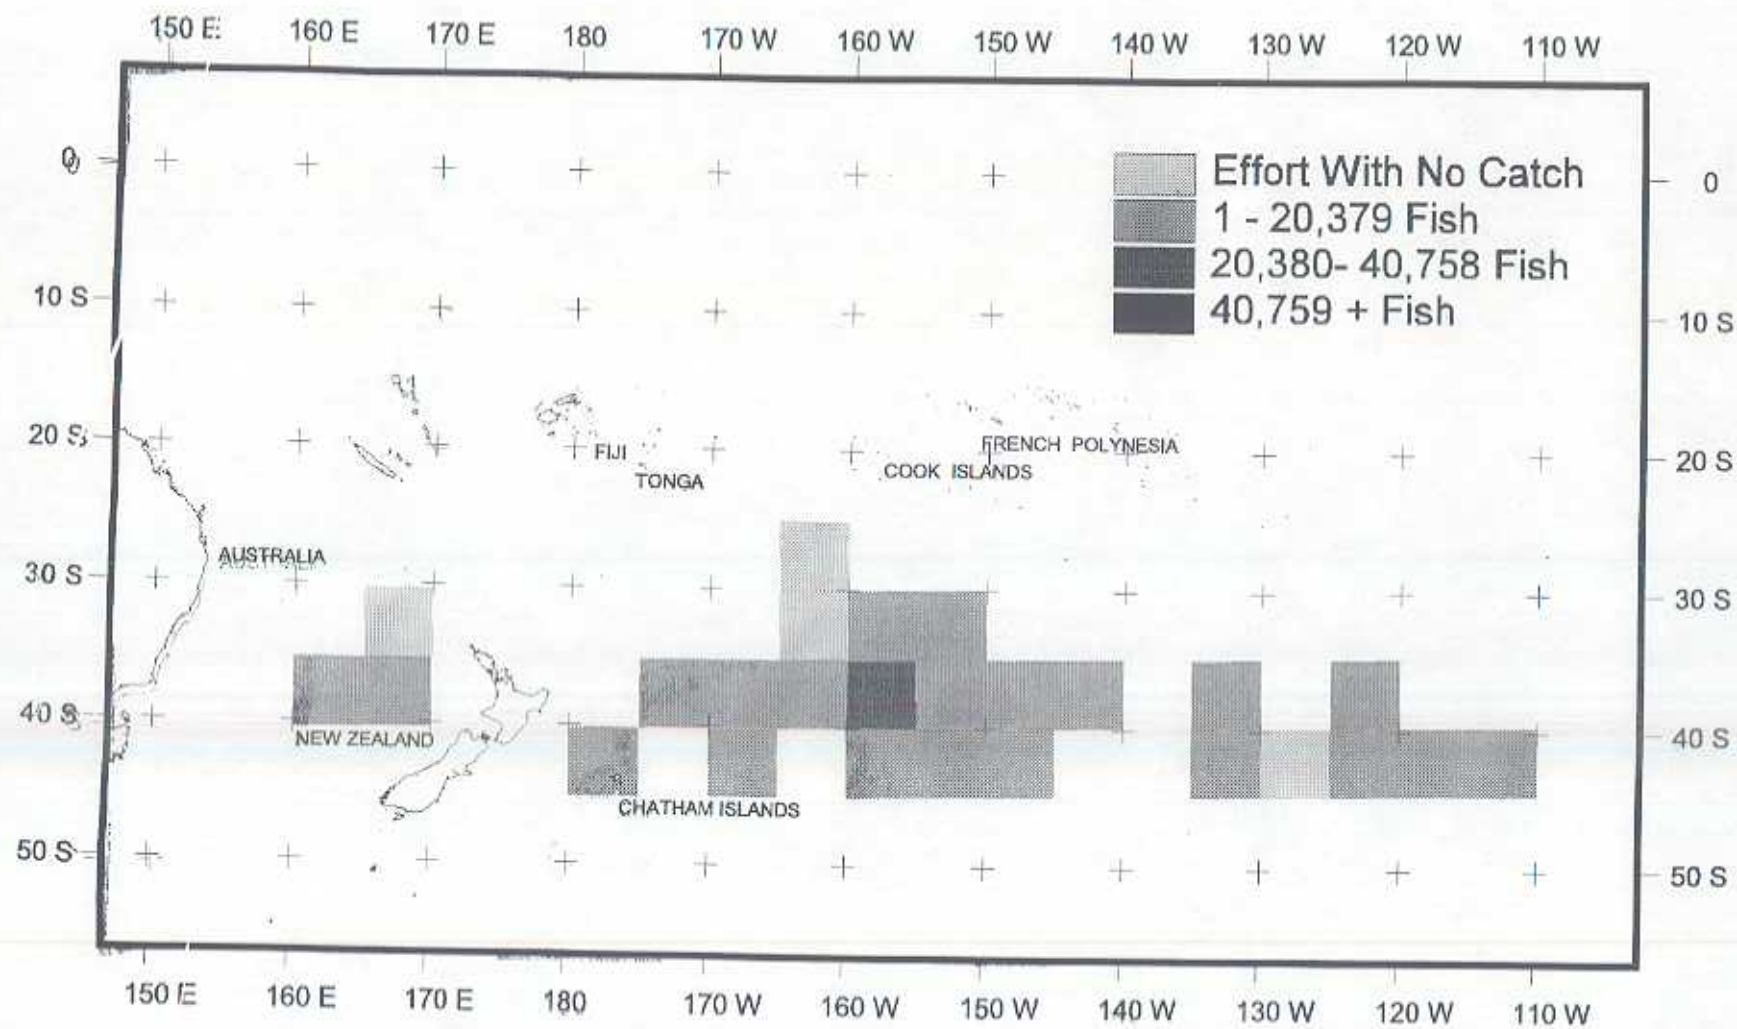 150 E 160 E 170 E 180 170 W 160 W 150 W 140 W 130 W 120 W 110 W
0 0
10 S 10 S
20 S 20 S
30 S 30 S
40 S 40 S
50 S 50 S
Effort With No Catch
1 - 20,379 Fish
20,380- 40,758 Fish
40,759 + Fish
FIJI
TONGA
FRENCH POLYNESIA
COOK ISLANDS
AUSTRALIA
NEW ZEALAND
CHATHAM ISLANDS
150 E 160 E 170 E 180 170 W 160 W 150 W 140 W 130 W 120 W 110 W